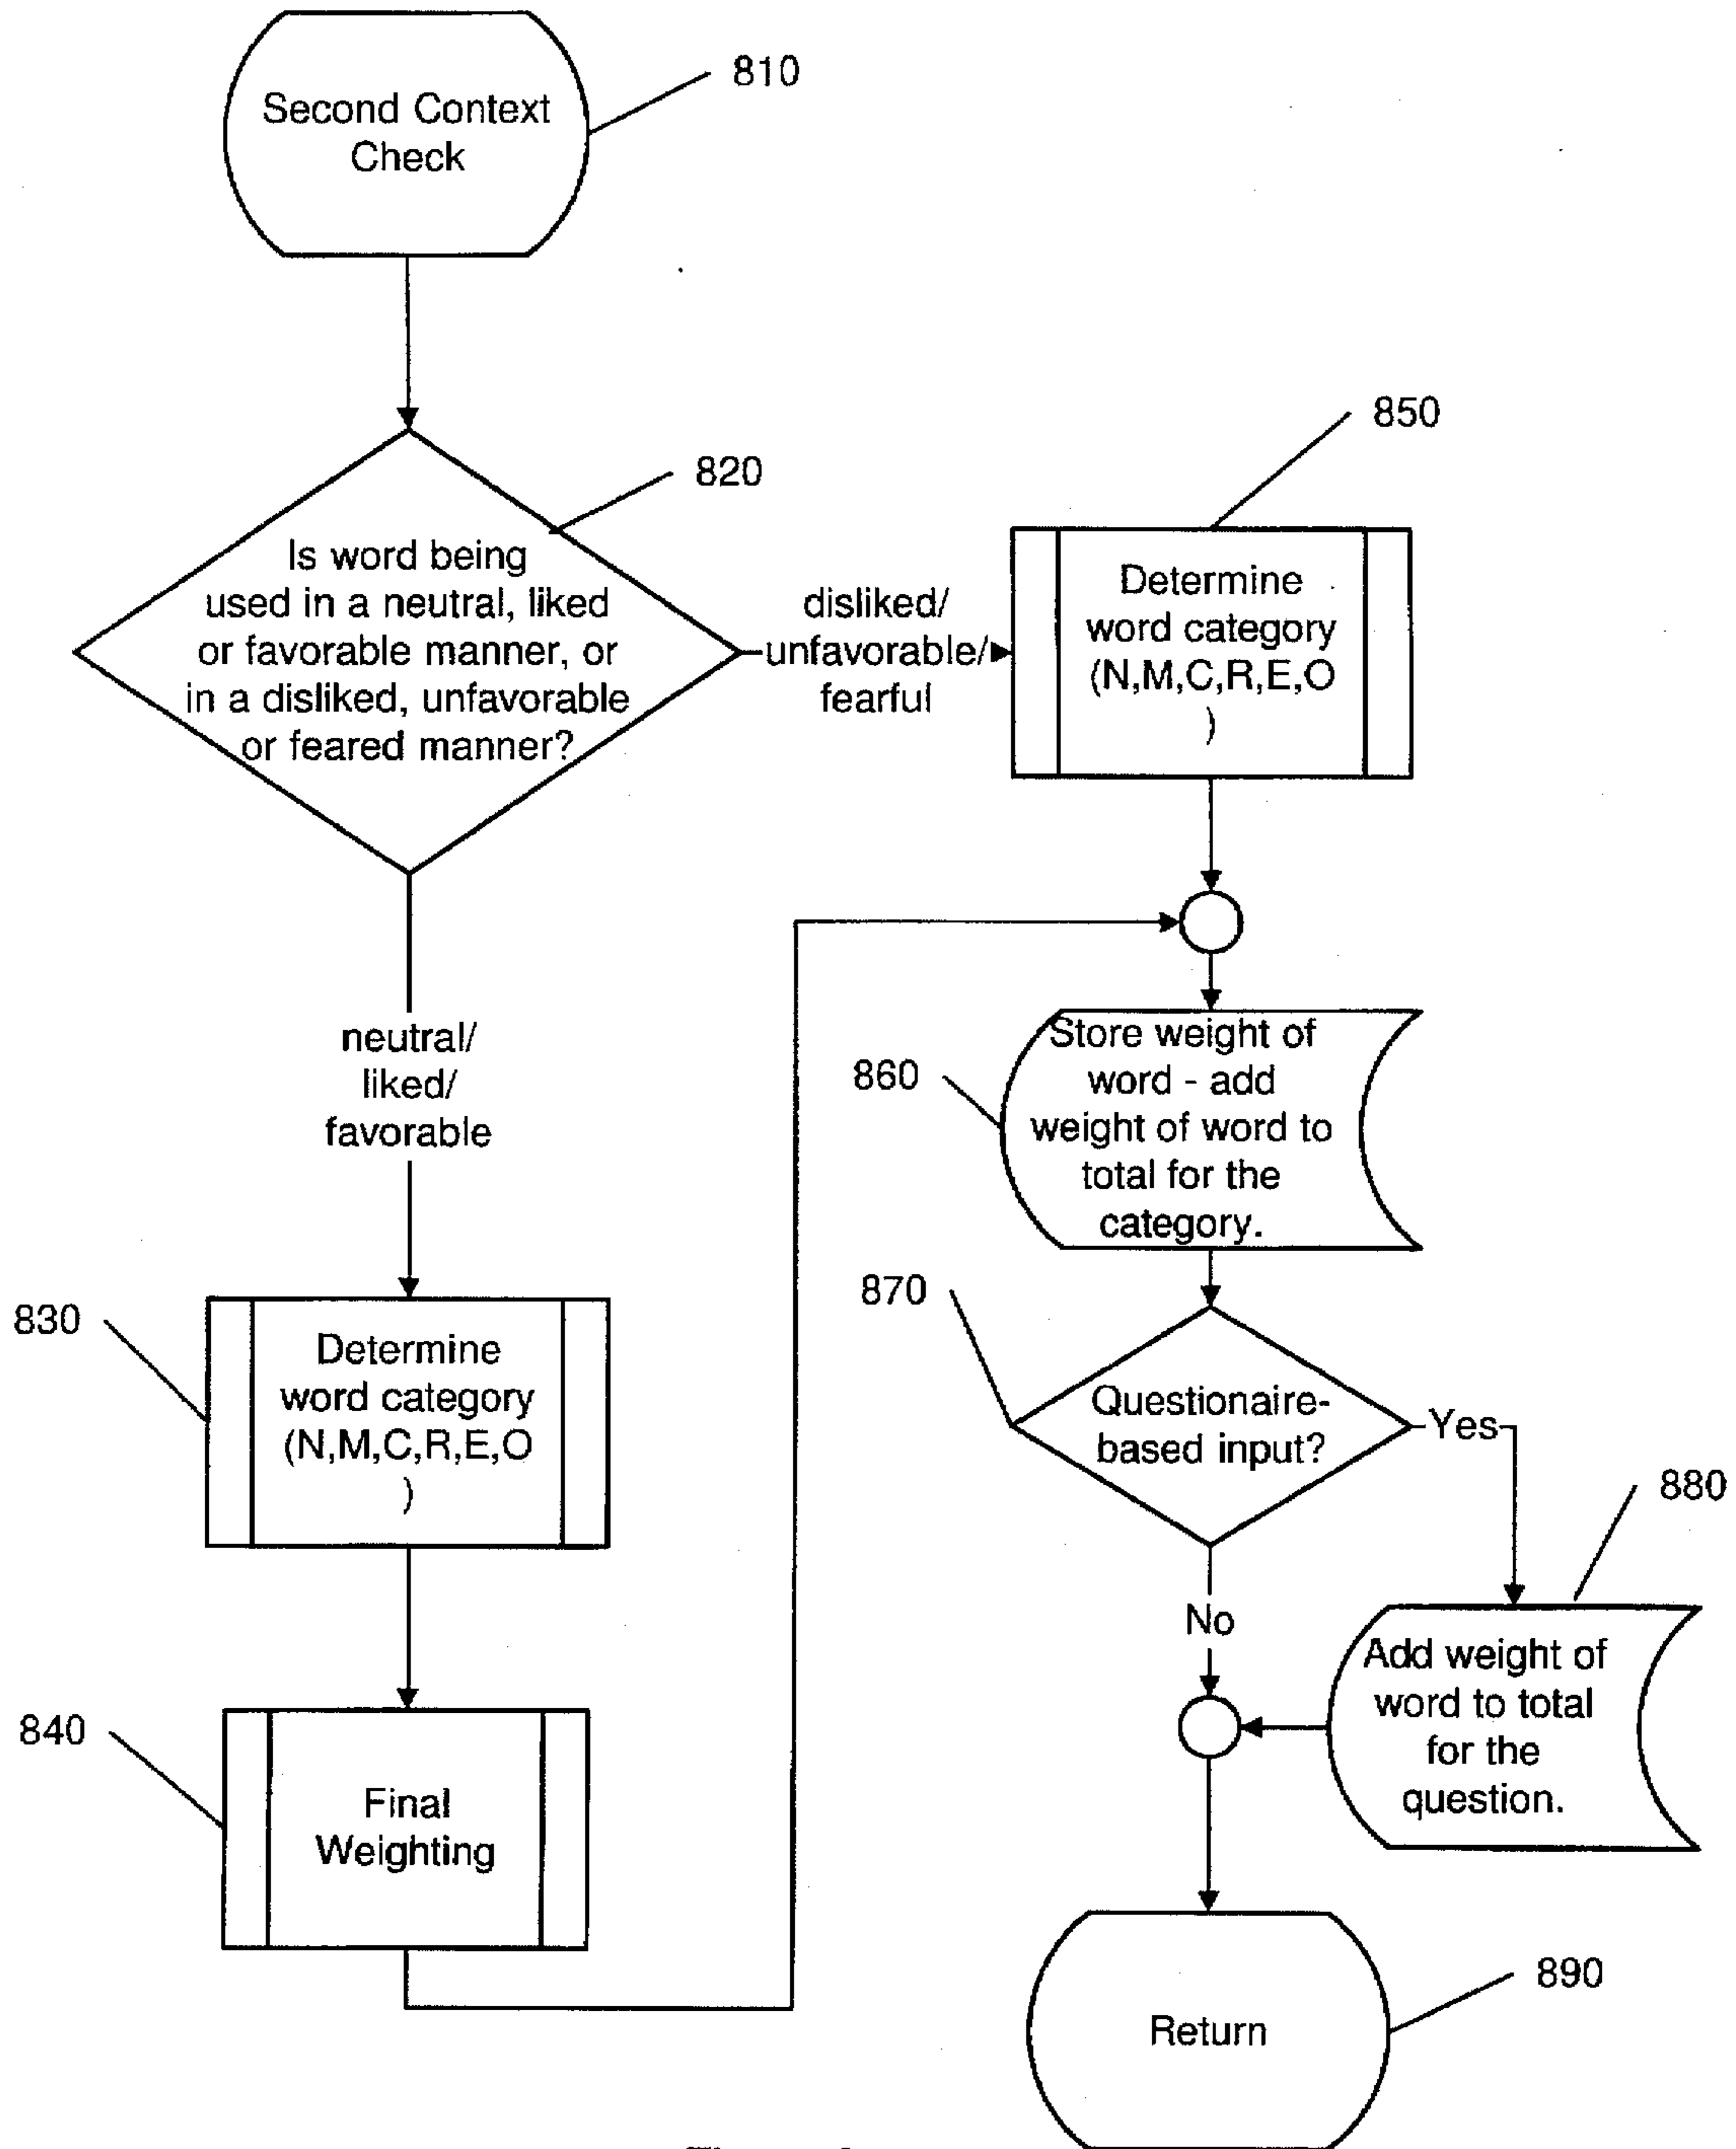 810
Second Context
Check
820
Is word being
used in a neutral, liked
or favorable manner, or
in a disliked, unfavorable
or feared manner?
disliked/
unfavorable/
fearful
850
Determine
word category
(N,M,C,R,E,O
)
neutral/
liked/
favorable
830
Determine
word category
(N,M,C,R,E,O
)
840
Final
Weighting
860
Store weight of
word - add
weight of word to
total for the
category.
870
Questionaire-
based input?
Yes
No
880
Add weight of
word to total
for the
question.
890
Return